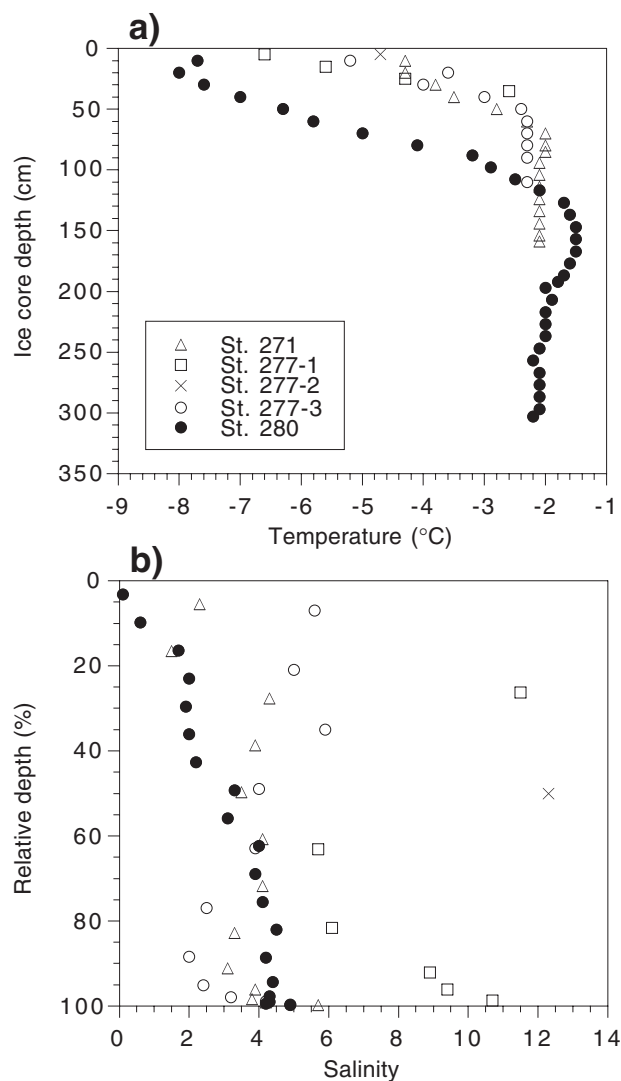 a)
0
50
100
150
200
250
300
350
Ice core depth (cm)
St. 271
St. 277-1
St. 277-2
St. 277-3
St. 280
-9 -8 -7 -6 -5 -4 -3 -2 -1
Temperature (°C)
b)
0
20
40
60
80
100
Relative depth (%)
0 2 4 6 8 10 12 14
Salinity